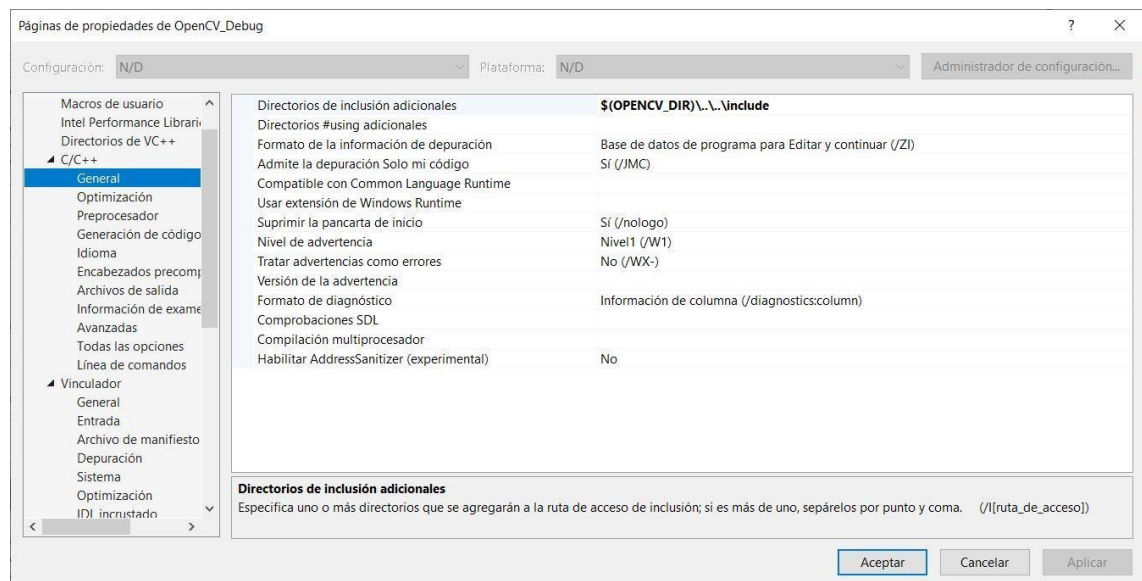 Páginas de propiedades de OpenCV_Debug
?
Configuración: N/D
Plataforma: N/D
Administrador de configuración...
Macros de usuario
Intel Performance Librari
Directorios de VC++
C/C++
General
Optimización
Preprocesador
Generación de código
Idioma
Encabezados precomp
Archivos de salida
Información de exame
Avanzadas
Todas las opciones
Línea de comandos
Vinculador
General
Entrada
Archivo de manifiesto
Depuración
Sistema
Optimización
IDL incrustado
Directorios de inclusión adicionales $(OPENCV_DIR)\..\..\include
Directorios #using adicionales
Formato de la información de depuración Base de datos de programa para Editar y continuar (/ZI)
Admite la depuración Solo mi código Sí (/JMC)
Compatible con Common Language Runtime
Usar extensión de Windows Runtime
Suprimir la pancarta de inicio Sí (/nologo)
Nivel de advertencia Nivel1 (/W1)
Tratar advertencias como errores No (/WX-)
Versión de la advertencia
Formato de diagnóstico Información de columna (/diagnostics:column)
Comprobaciones SDL
Compilación multiprocesador
Habilitar AddressSanitizer (experimental) No
Directorios de inclusión adicionales
Especifica uno o más directorios que se agregarán a la ruta de acceso de inclusión; si es más de uno, sepárelos por punto y coma. (/I[ruta_de_acceso])
Aceptar
Cancelar
Aplicar